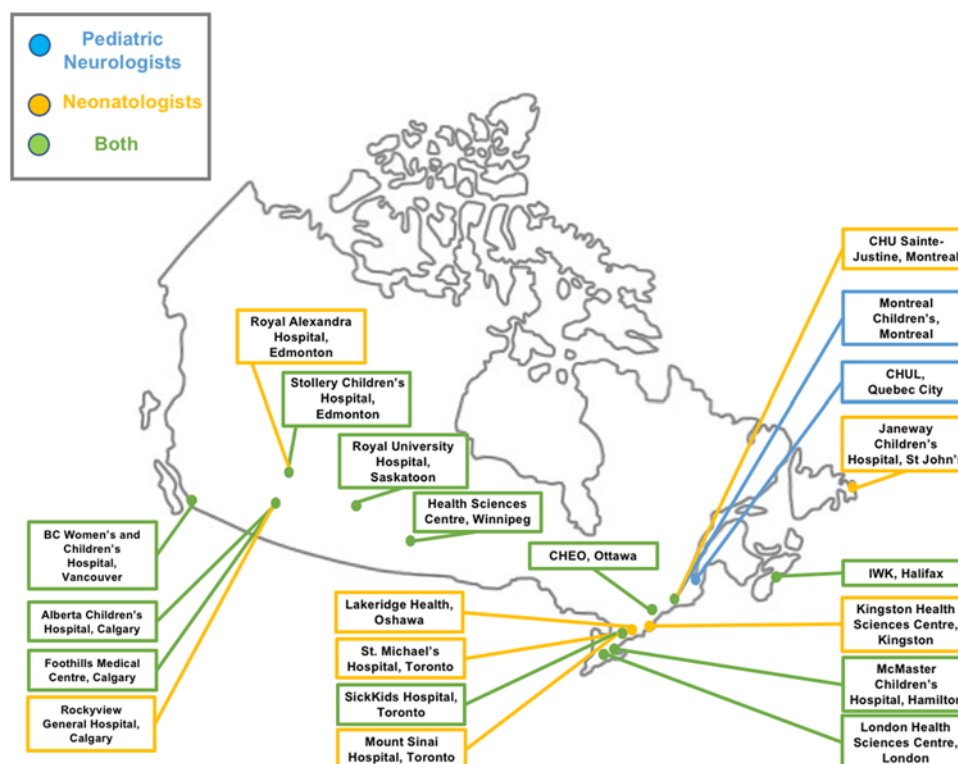 Pediatric
Neurologists
Neonatologists
Both
CHU Sainte-
Justine, Montreal
Montreal
Children's,
Montreal
Royal Alexandra
Hospital,
Edmonton
CHUL,
Quebec City
Stollery Children's
Hospital,
Edmonton
Janeway
Children's
Hospital, St John's
Royal University
Hospital,
Saskatoon
Health Sciences
Centre, Winnipeg
BC Women's and
Children's
Hospital,
Vancouver
CHEO, Ottawa
IWK, Halifax
Alberta Children's
Hospital, Calgary
Lakeridge Health,
Oshawa
Kingston Health
Sciences Centre,
Kingston
Foothills Medical
Centre, Calgary
St. Michael's
Hospital, Toronto
McMaster
Children's
Hospital, Hamilton
SickKids Hospital,
Toronto
Rockyview
General Hospital,
Calgary
Mount Sinai
Hospital, Toronto
London Health
Sciences Centre,
London